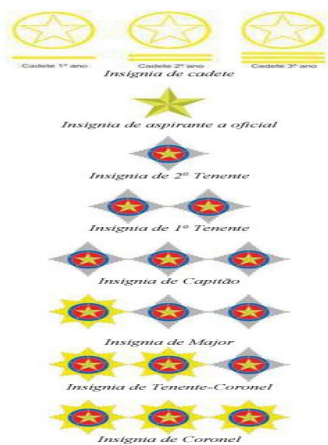 Cadete 1º ano Cadete 2º ano Cadete 3º ano
Insígnia de cadete
Insígnia de aspirante a oficial
Insígnia de 2º Tenente
Insígnia de 1º Tenente
Insígnia de Capitão
Insígnia de Major
Insígnia de Tenente-Coronel
Insígnia de Coronel